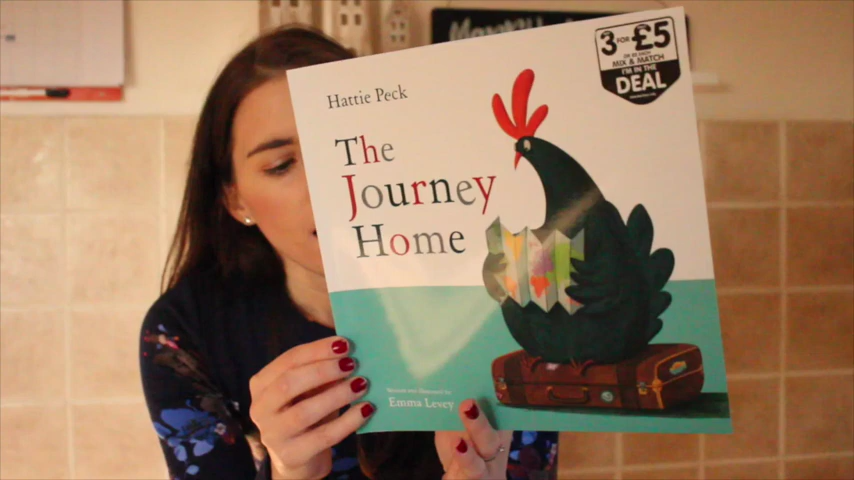 Hattie Peck
The
Journey
Home
3 FOR £5
MIX & MATCH
I'M IN THE
DEAL
Written and illustrated by
Emma Levey